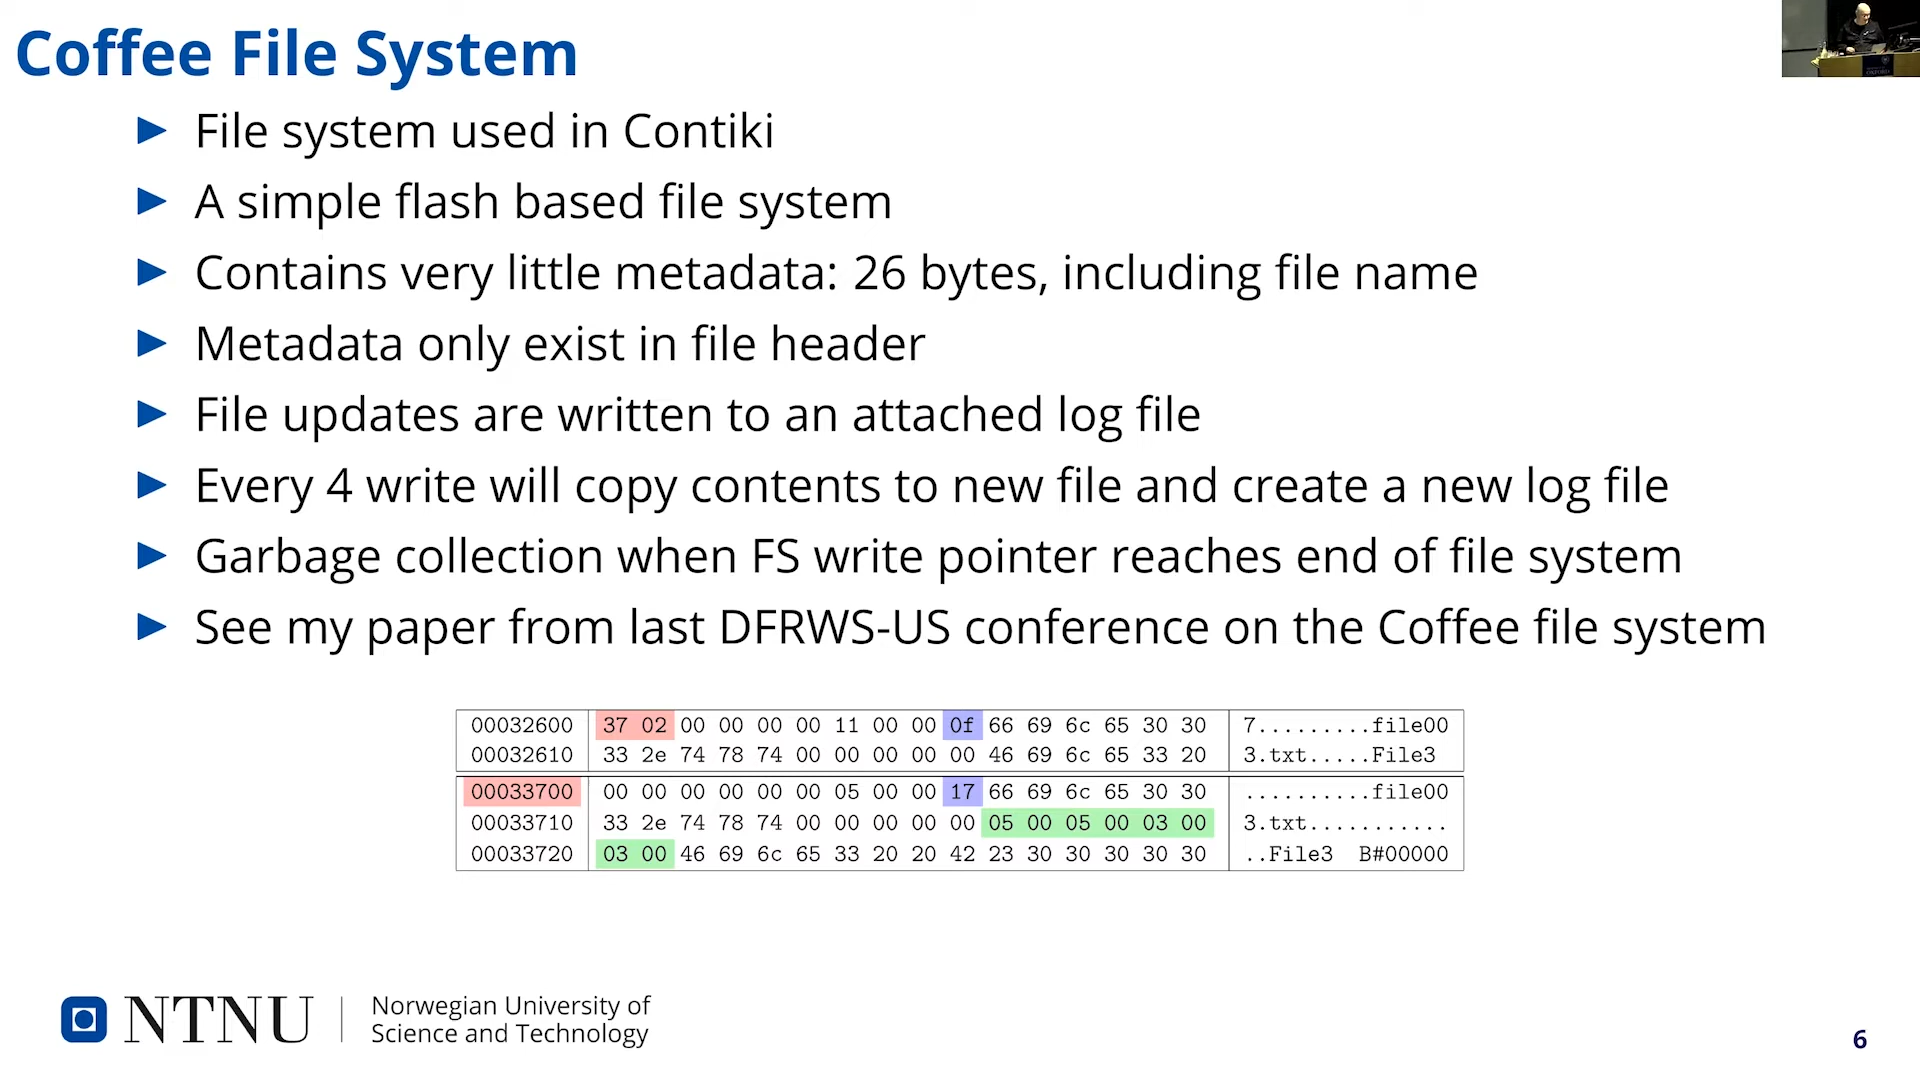 Coffee File System
File system used in Contiki
A simple flash based file system
Contains very little metadata: 26 bytes, including file name
Metadata only exist in file header
File updates are written to an attached log file
Every 4 write will copy contents to new file and create a new log file
Garbage collection when FS write pointer reaches end of file system
See my paper from last DFRWS-US conference on the Coffee file system
00032600 37 02 00 00 00 00 11 00 00 0f 66 69 6c 65 30 30 7.........file00
00032610 33 2e 74 78 74 00 00 00 00 00 46 69 6c 65 33 20 3.txt.....File3
00033700 00 00 00 00 00 00 05 00 00 17 66 69 6c 65 30 30 ..........file00
00033710 33 2e 74 78 74 00 00 00 00 00 05 00 05 00 03 00 3.txt...........
00033720 03 00 46 69 6c 65 33 20 20 42 23 30 30 30 30 30 ..File3 B#00000
NTNU
Norwegian University of
Science and Technology
6
OXFORD